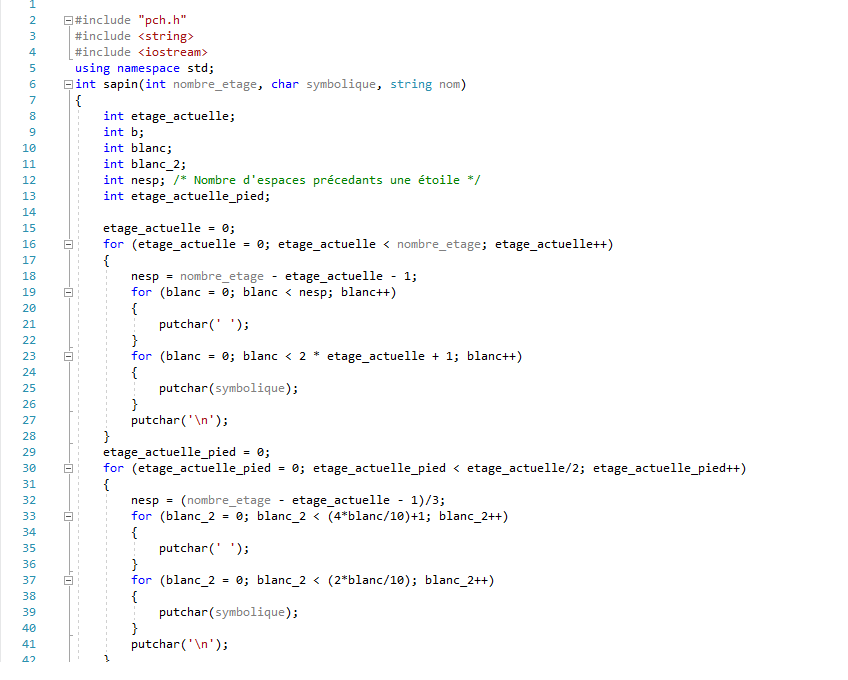 1
2 #include "pch.h"
3 #include <string>
4 #include <iostream>
5 using namespace std;
6 int sapin(int nombre_etage, char symbolique, string nom)
7 {
8 int etage_actuelle;
9 int b;
10 int blanc;
11 int blanc_2;
12 int nesp; /* Nombre d'espaces précedants une étoile */
13 int etage_actuelle_pied;
14
15 etage_actuelle = 0;
16 for (etage_actuelle = 0; etage_actuelle < nombre_etage; etage_actuelle++)
17 {
18 nesp = nombre_etage - etage_actuelle - 1;
19 for (blanc = 0; blanc < nesp; blanc++)
20 {
21 putchar(' ');
22 }
23 for (blanc = 0; blanc < 2 * etage_actuelle + 1; blanc++)
24 {
25 putchar(symbolique);
26 }
27 putchar('\n');
28 }
29 etage_actuelle_pied = 0;
30 for (etage_actuelle_pied = 0; etage_actuelle_pied < etage_actuelle/2; etage_actuelle_pied++)
31 {
32 nesp = (nombre_etage - etage_actuelle - 1)/3;
33 for (blanc_2 = 0; blanc_2 < (4*blanc/10)+1; blanc_2++)
34 {
35 putchar(' ');
36 }
37 for (blanc_2 = 0; blanc_2 < (2*blanc/10); blanc_2++)
38 {
39 putchar(symbolique);
40 }
41 putchar('\n');
42 }